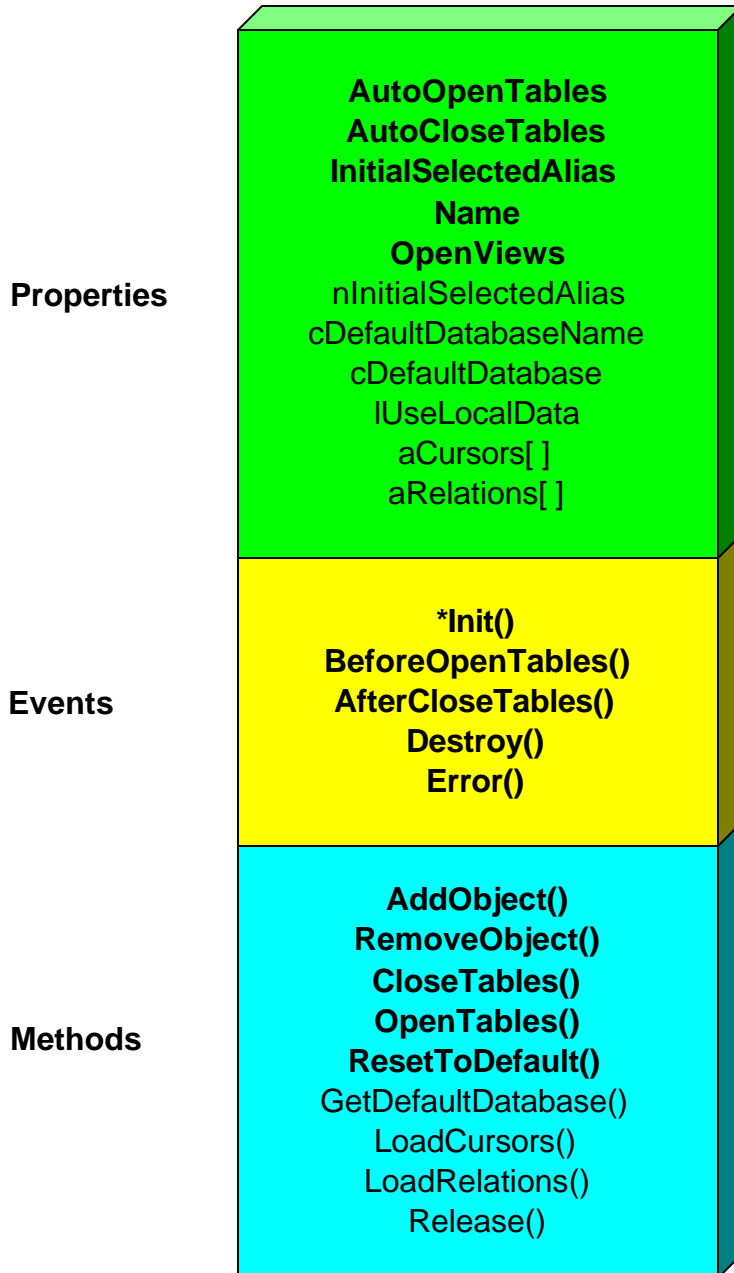 AutoOpenTables
AutoCloseTables
InitialSelectedAlias
Name
OpenViews
Properties
nInitialSelectedAlias
cDefaultDatabaseName
cDefaultDatabase
lUseLocalData
aCursors[ ]
aRelations[ ]
*Init()
BeforeOpenTables()
Events
AfterCloseTables()
Destroy()
Error()
AddObject()
RemoveObject()
CloseTables()
OpenTables()
Methods
ResetToDefault()
GetDefaultDatabase()
LoadCursors()
LoadRelations()
Release()